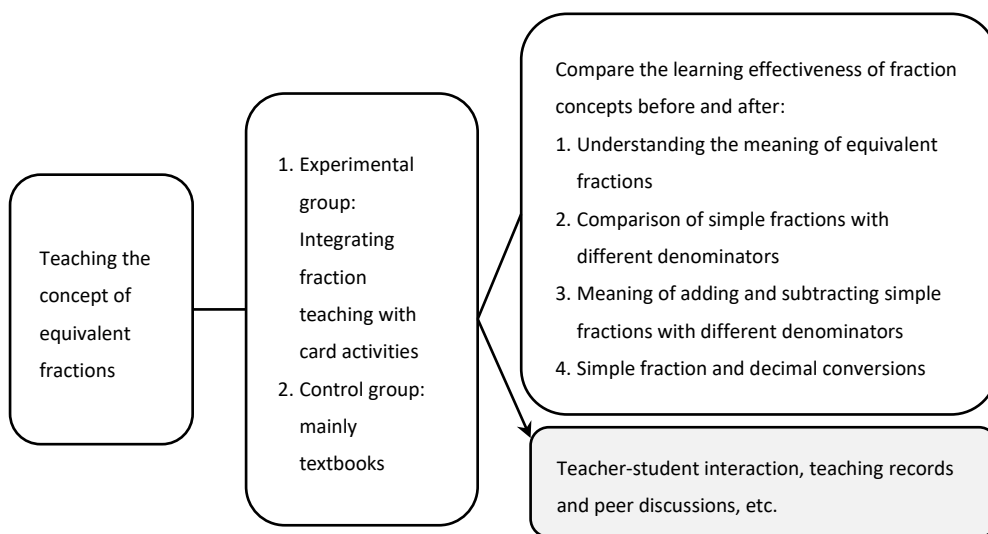 Teaching the
concept of
equivalent
fractions
1. Experimental
group:
Integrating
fraction
teaching with
card activities
2. Control group:
mainly
textbooks
Compare the learning effectiveness of fraction
concepts before and after:
1. Understanding the meaning of equivalent
fractions
2. Comparison of simple fractions with
different denominators
3. Meaning of adding and subtracting simple
fractions with different denominators
4. Simple fraction and decimal conversions
Teacher-student interaction, teaching records
and peer discussions, etc.